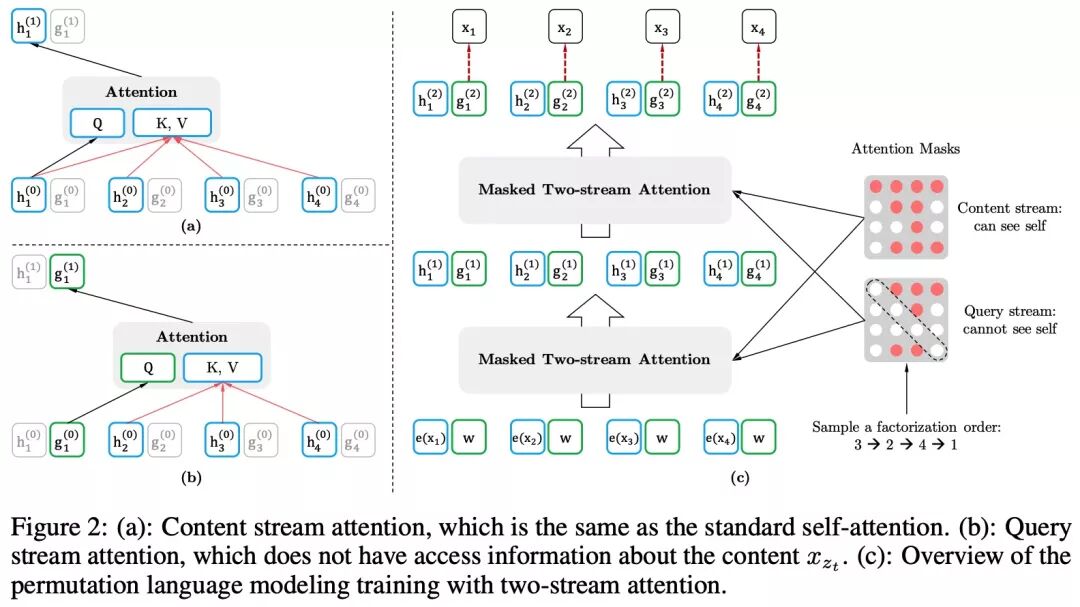 h₁⁽¹⁾ g₁⁽¹⁾
Attention
Q K, V
h₁⁽⁰⁾ g₁⁽⁰⁾ h₂⁽⁰⁾ g₂⁽⁰⁾ h₃⁽⁰⁾ g₃⁽⁰⁾ h₄⁽⁰⁾ g₄⁽⁰⁾
(a)
h₁⁽¹⁾ g₁⁽¹⁾
Attention
Q K, V
h₁⁽⁰⁾ g₁⁽⁰⁾ h₂⁽⁰⁾ g₂⁽⁰⁾ h₃⁽⁰⁾ g₃⁽⁰⁾ h₄⁽⁰⁾ g₄⁽⁰⁾
(b)
x₁ x₂ x₃ x₄
h₁⁽²⁾ g₁⁽²⁾ h₂⁽²⁾ g₂⁽²⁾ h₃⁽²⁾ g₃⁽²⁾ h₄⁽²⁾ g₄⁽²⁾
Masked Two-stream Attention
h₁⁽¹⁾ g₁⁽¹⁾ h₂⁽¹⁾ g₂⁽¹⁾ h₃⁽¹⁾ g₃⁽¹⁾ h₄⁽¹⁾ g₄⁽¹⁾
Masked Two-stream Attention
e(x₁) w e(x₂) w e(x₃) w e(x₄) w
(c)
Attention Masks
Content stream:
can see self
Query stream:
cannot see self
Sample a factorization order:
3 → 2 → 4 → 1
Figure 2: (a): Content stream attention, which is the same as the standard self-attention. (b): Query
stream attention, which does not have access information about the content x_{z_t}. (c): Overview of the
permutation language modeling training with two-stream attention.